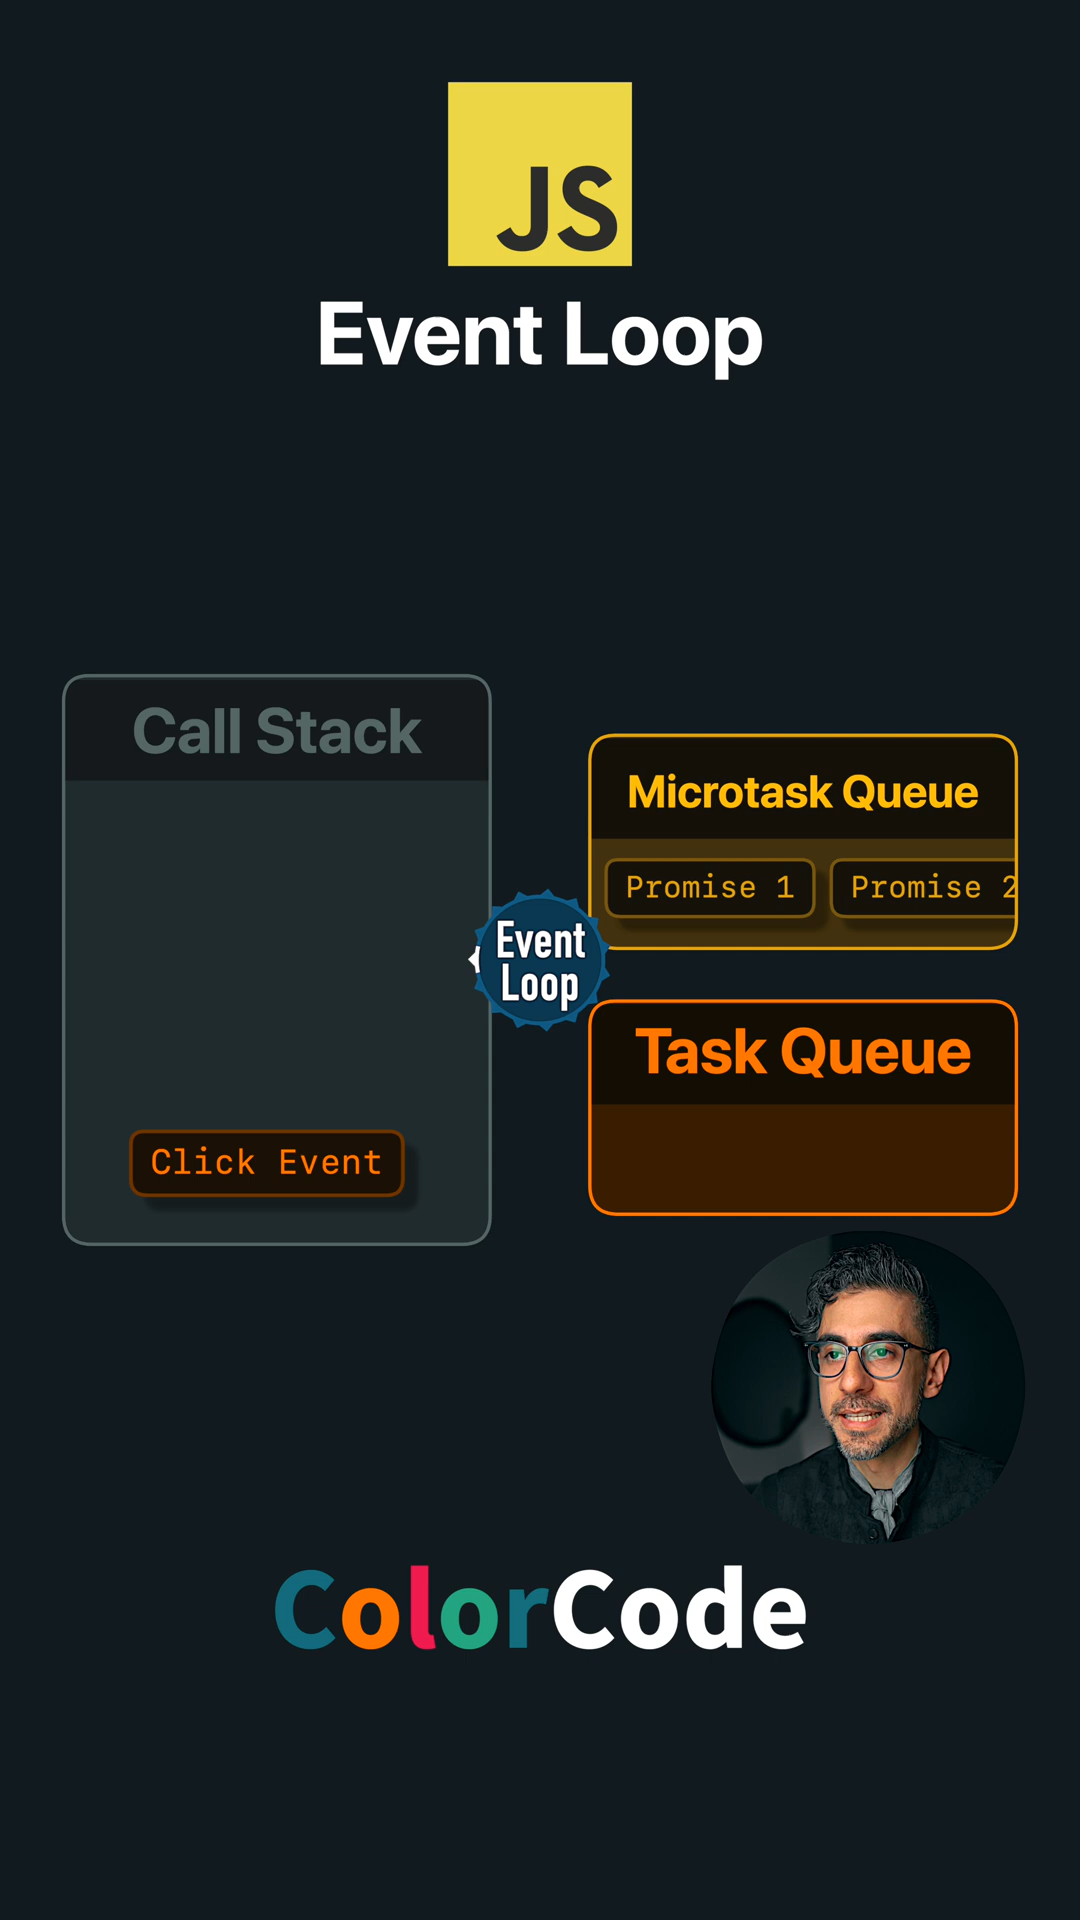 JS
Event Loop
Call Stack
Click Event
Event
Loop
Microtask Queue
Promise 1
Promise 2
Task Queue
ColorCode